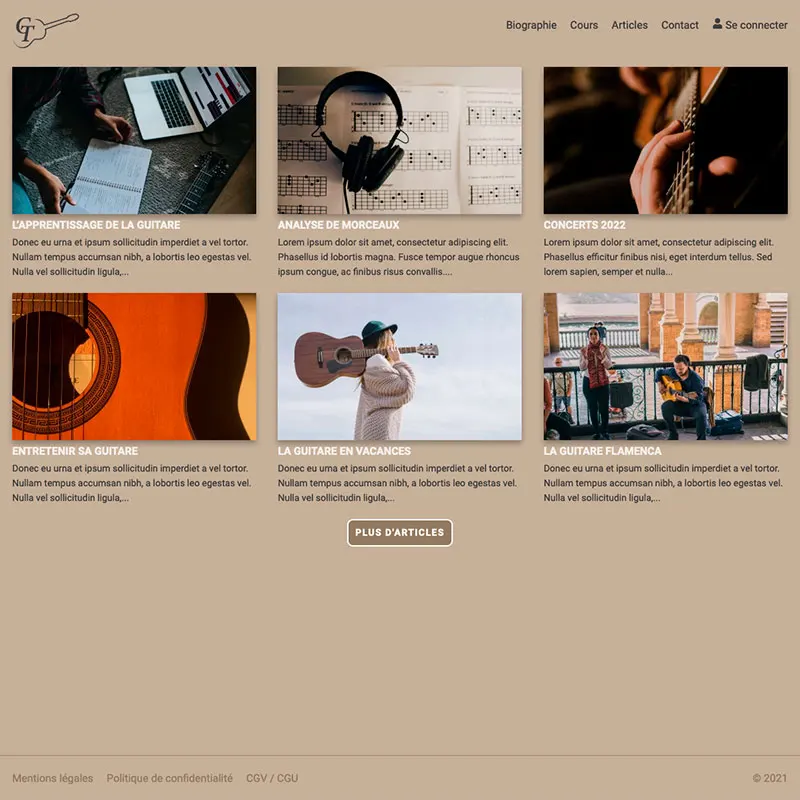 GT
Biographie Cours Articles Contact Se connecter
L'APPRENTISSAGE DE LA GUITARE
Donec eu urna et ipsum sollicitudin imperdiet a vel tortor.
Nullam tempus accumsan nibh, a lobortis leo egestas vel.
Nulla vel sollicitudin ligula,...
ANALYSE DE MORCEAUX
Lorem ipsum dolor sit amet, consectetur adipiscing elit.
Phasellus id lobortis magna. Fusce tempor augue rhoncus
ipsum congue, ac finibus risus convallis....
CONCERTS 2022
Lorem ipsum dolor sit amet, consectetur adipiscing elit.
Phasellus efficitur finibus nisi, eget interdum tellus. Sed
lorem sapien, semper et nulla...
ENTRETENIR SA GUITARE
Donec eu urna et ipsum sollicitudin imperdiet a vel tortor.
Nullam tempus accumsan nibh, a lobortis leo egestas vel.
Nulla vel sollicitudin ligula,...
LA GUITARE EN VACANCES
Donec eu urna et ipsum sollicitudin imperdiet a vel tortor.
Nullam tempus accumsan nibh, a lobortis leo egestas vel.
Nulla vel sollicitudin ligula,...
LA GUITARE FLAMENCA
Donec eu urna et ipsum sollicitudin imperdiet a vel tortor.
Nullam tempus accumsan nibh, a lobortis leo egestas vel.
Nulla vel sollicitudin ligula,...
PLUS D'ARTICLES
Mentions légales Politique de confidentialité CGV / CGU © 2021